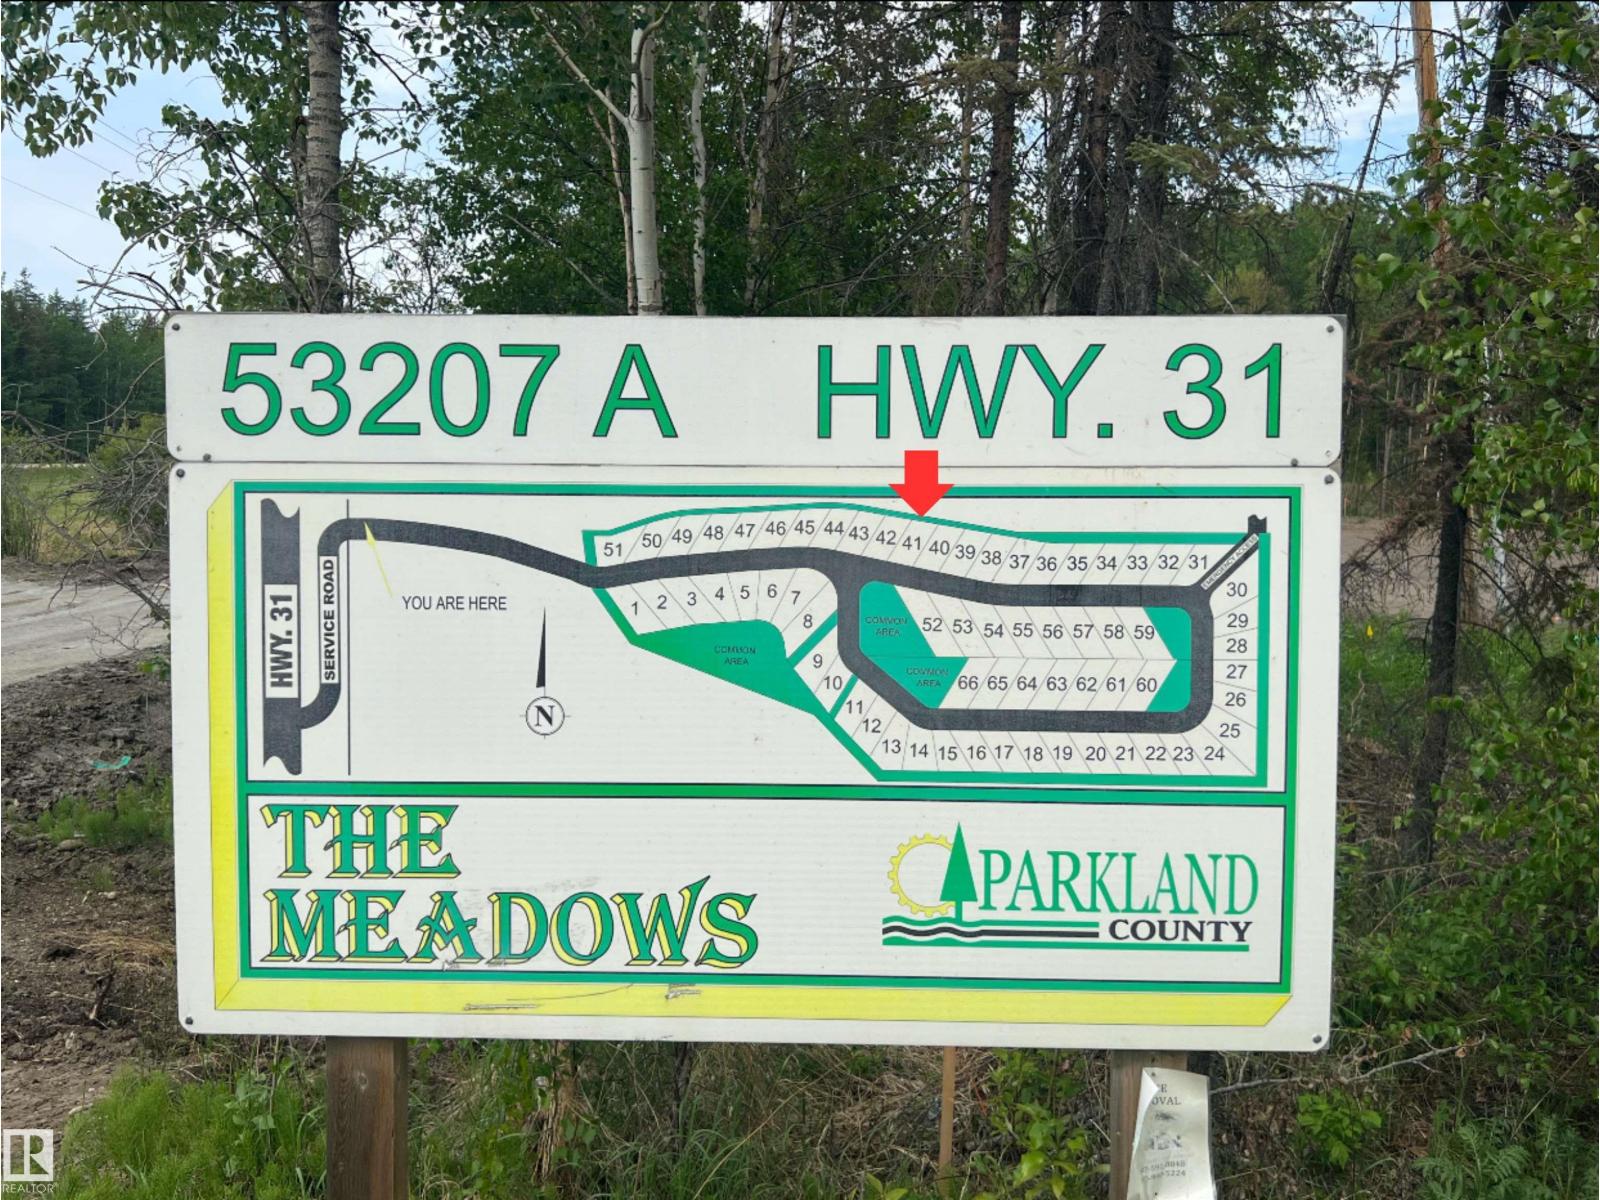 53207 A HWY. 31
51 50 49 48 47 46 45 44 43 42 41 40 39 38 37 36 35 34 33 32 31
EMERGENCY ACCESS
30
29
28
27
26
25
HWY. 31
SERVICE ROAD
YOU ARE HERE
1 2 3 4 5 6 7
8
9
10
11
12
13 14 15 16 17 18 19 20 21 22 23 24
COMMON
AREA
COMMON
AREA
52 53 54 55 56 57 58 59
COMMON
AREA
66 65 64 63 62 61 60
N
THE
MEADOWS
PARKLAND
COUNTY
OVAL
R
REALTOR